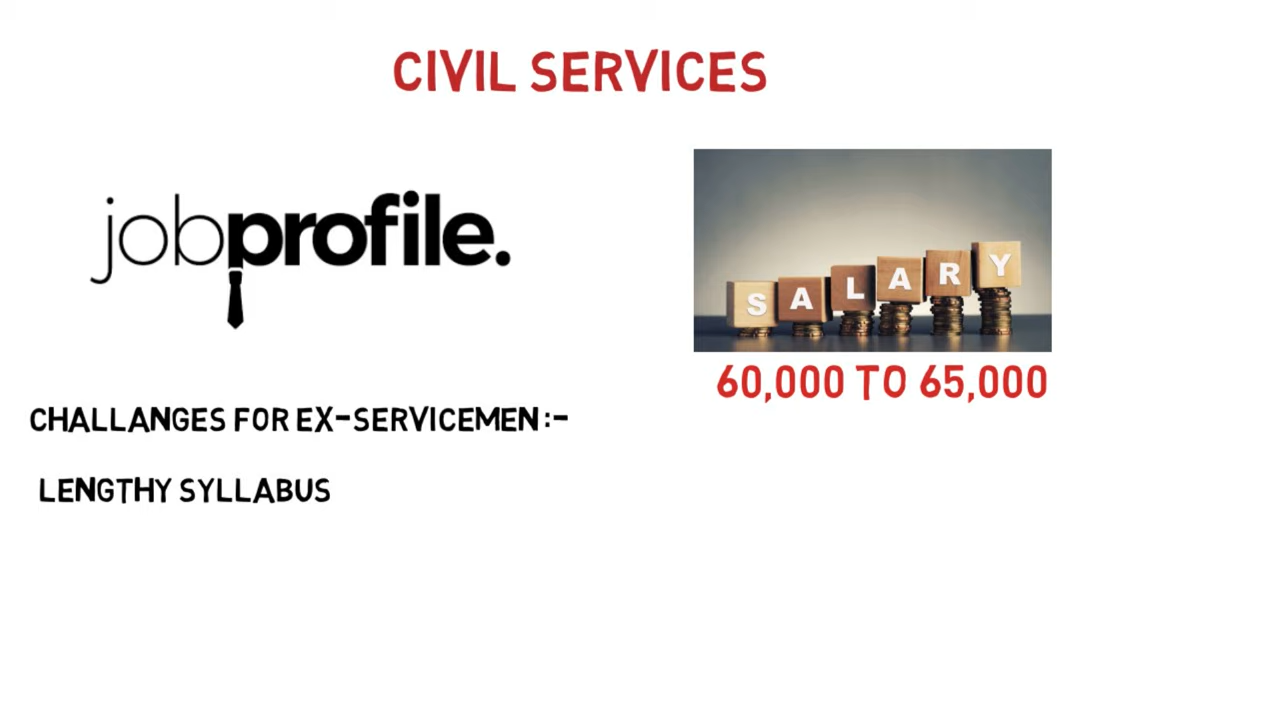 CIVIL SERVICES
jobprofile.
SALARY
60,000 TO 65,000
CHALLANGES FOR EX-SERVICEMEN :-
LENGTHY SYLLABUS